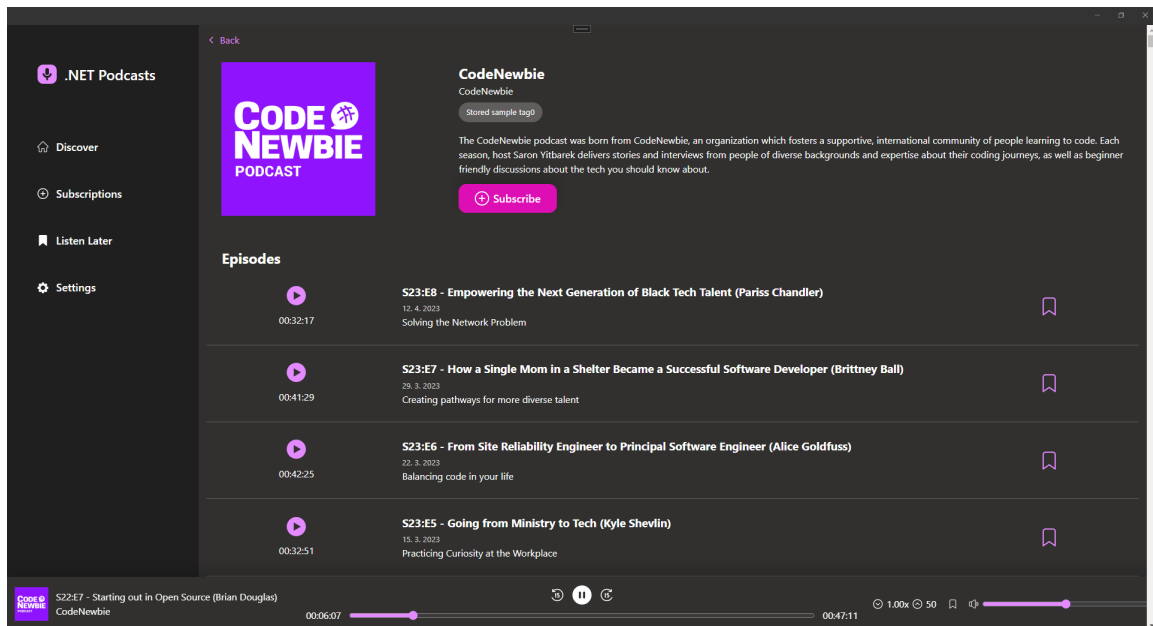 Back
.NET Podcasts
Discover
Subscriptions
Listen Later
Settings
CODE
NEWBIE
PODCAST
CodeNewbie
CodeNewbie
Stored sample tag0
The CodeNewbie podcast was born from CodeNewbie, an organization which fosters a supportive, international community of people learning to code. Each
season, host Saron Yitbarek delivers stories and interviews from people of diverse backgrounds and expertise about their coding journeys, as well as beginner
friendly discussions about the tech you should know about.
Subscribe
Episodes
S23:E8 - Empowering the Next Generation of Black Tech Talent (Pariss Chandler)
12. 4. 2023
00:32:17
Solving the Network Problem
S23:E7 - How a Single Mom in a Shelter Became a Successful Software Developer (Brittney Ball)
29. 3. 2023
00:41:29
Creating pathways for more diverse talent
S23:E6 - From Site Reliability Engineer to Principal Software Engineer (Alice Goldfuss)
22. 3. 2023
00:42:25
Balancing code in your life
S23:E5 - Going from Ministry to Tech (Kyle Shevlin)
15. 3. 2023
00:32:51
Practicing Curiosity at the Workplace
CODE
NEWBIE
S22:E7 - Starting out in Open Source (Brian Douglas)
CodeNewbie
15
15
00:06:07
00:47:11
1.00x
50